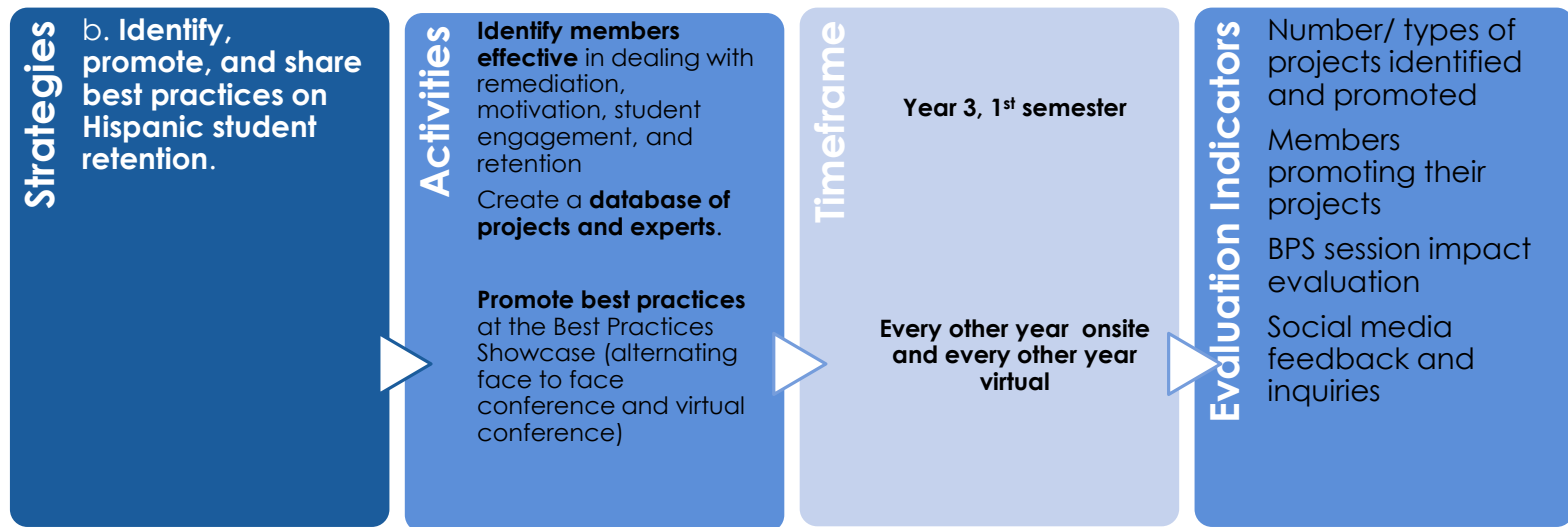 Strategies
b. Identify,
promote, and share
best practices on
Hispanic student
retention.
Activities
Identify members
effective in dealing with
remediation,
motivation, student
engagement, and
retention
Create a database of
projects and experts.
Promote best practices
at the Best Practices
Showcase (alternating
face to face
conference and virtual
conference)
Timeframe
Year 3, 1st semester
Every other year onsite
and every other year
virtual
Evaluation Indicators
Number/ types of
projects identified
and promoted
Members
promoting their
projects
BPS session impact
evaluation
Social media
feedback and
inquiries